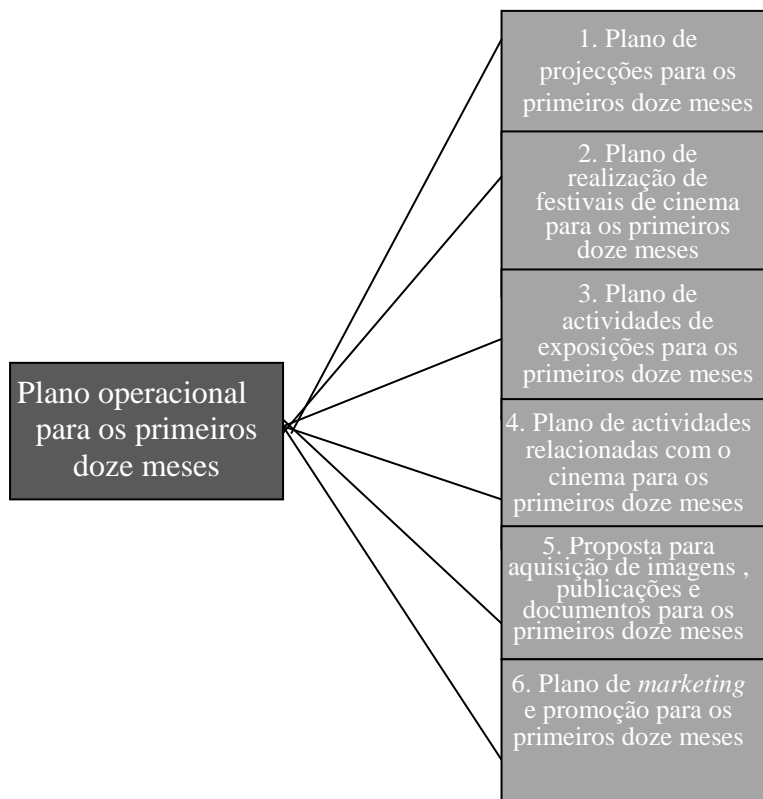 Plano operacional
para os primeiros
doze meses
1. Plano de
projecções para os
primeiros doze meses
2. Plano de
realização de
festivais de cinema
para os primeiros
doze meses
3. Plano de
actividades de
exposições para os
primeiros doze meses
4. Plano de actividades
relacionadas com o
cinema para os
primeiros doze meses
5. Proposta para
aquisição de imagens ,
publicações e
documentos para os
primeiros doze meses
6. Plano de marketing
e promoção para os
primeiros doze meses